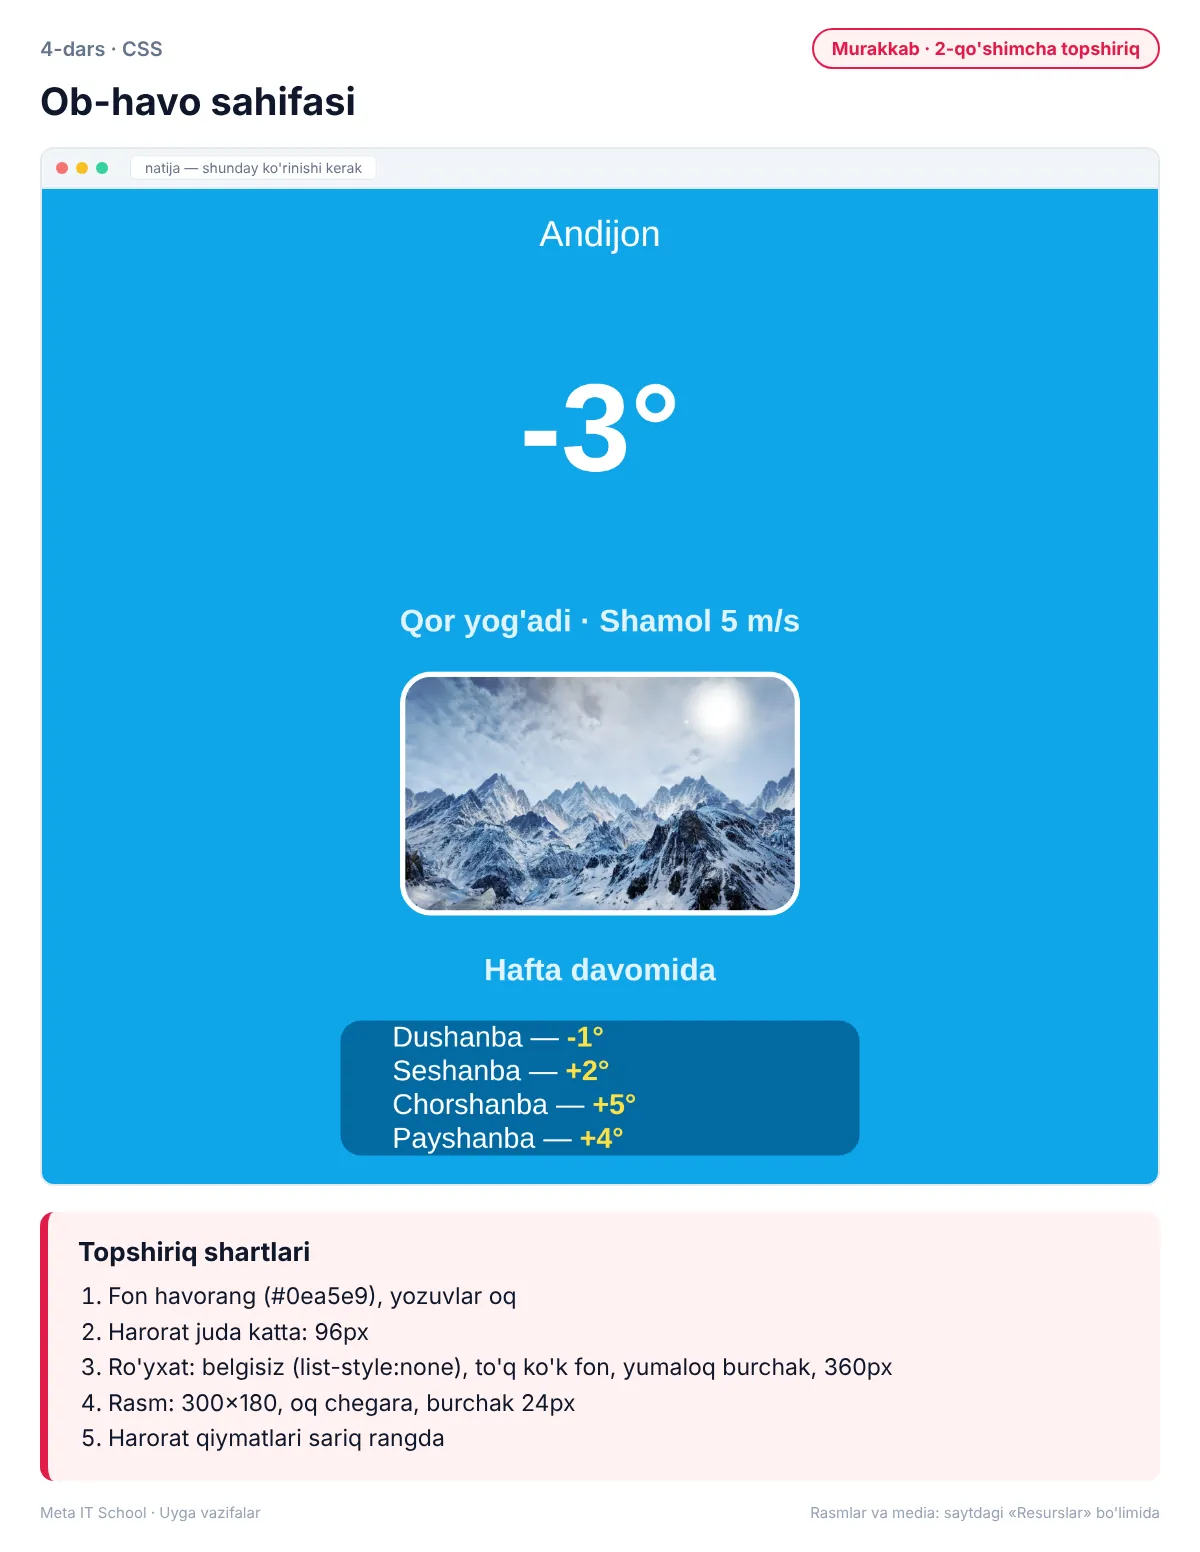 4-dars · CSS
Murakkab · 2-qo'shimcha topshiriq
Ob-havo sahifasi
natija — shunday ko'rinishi kerak
Andijon
-3°
Qor yog'adi · Shamol 5 m/s
Hafta davomida
Dushanba — -1°
Seshanba — +2°
Chorshanba — +5°
Payshanba — +4°
Topshiriq shartlari
1. Fon havorang (#0ea5e9), yozuvlar oq
2. Harorat juda katta: 96px
3. Ro'yxat: belgisiz (list-style:none), to'q ko'k fon, yumaloq burchak, 360px
4. Rasm: 300×180, oq chegara, burchak 24px
5. Harorat qiymatlari sariq rangda
Meta IT School · Uyga vazifalar
Rasmlar va media: saytdagi «Resurslar» bo'limida